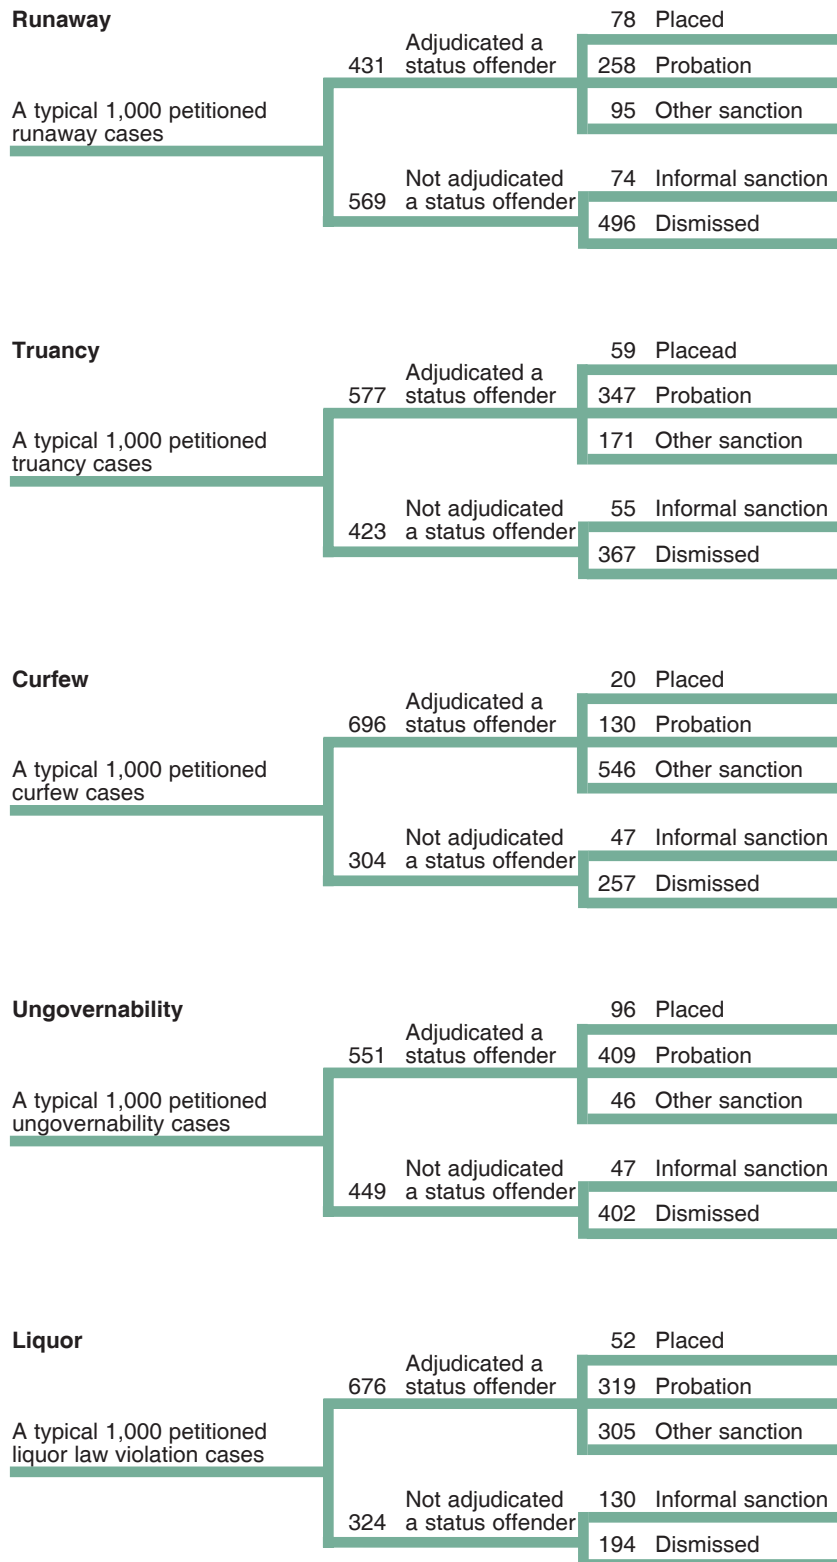 Runaway
78 Placed
Adjudicated a
431 status offender
258 Probation
A typical 1,000 petitioned
runaway cases
95 Other sanction
Not adjudicated
74 Informal sanction
569 a status offender
496 Dismissed
Truancy
59 Placead
Adjudicated a
577 status offender
347 Probation
A typical 1,000 petitioned
truancy cases
171 Other sanction
Not adjudicated
55 Informal sanction
423 a status offender
367 Dismissed
Curfew
20 Placed
Adjudicated a
696 status offender
130 Probation
A typical 1,000 petitioned
curfew cases
546 Other sanction
Not adjudicated
47 Informal sanction
304 a status offender
257 Dismissed
Ungovernability
96 Placed
Adjudicated a
551 status offender
409 Probation
A typical 1,000 petitioned
ungovernability cases
46 Other sanction
Not adjudicated
47 Informal sanction
449 a status offender
402 Dismissed
Liquor
52 Placed
Adjudicated a
676 status offender
319 Probation
A typical 1,000 petitioned
liquor law violation cases
305 Other sanction
Not adjudicated
130 Informal sanction
324 a status offender
194 Dismissed